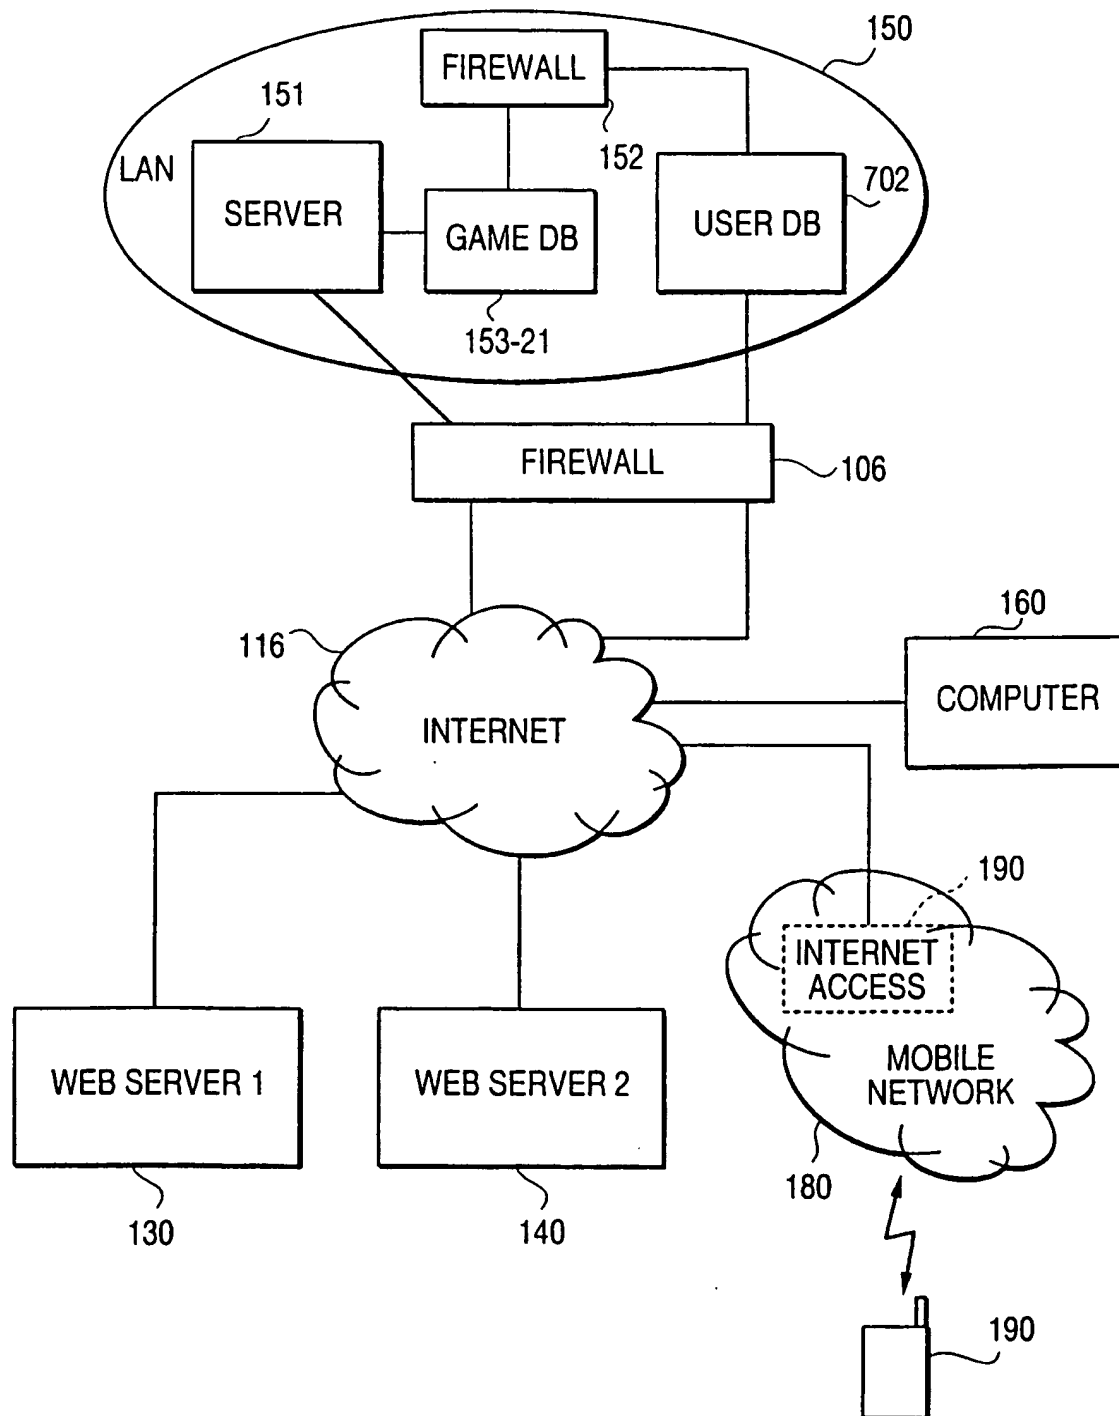 150
FIREWALL
151
152
LAN
702
SERVER
GAME DB
USER DB
153-21
FIREWALL
106
160
116
COMPUTER
INTERNET
190
INTERNET
ACCESS
MOBILE
NETWORK
WEB SERVER 1
WEB SERVER 2
180
130
140
190